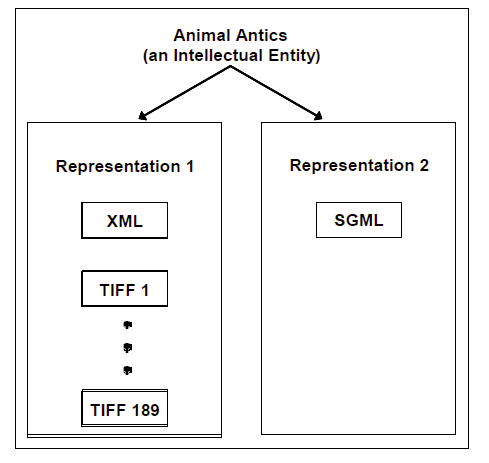 Animal Antics
(an Intellectual Entity)
Representation 1
XML
TIFF 1
TIFF 189
Representation 2
SGML